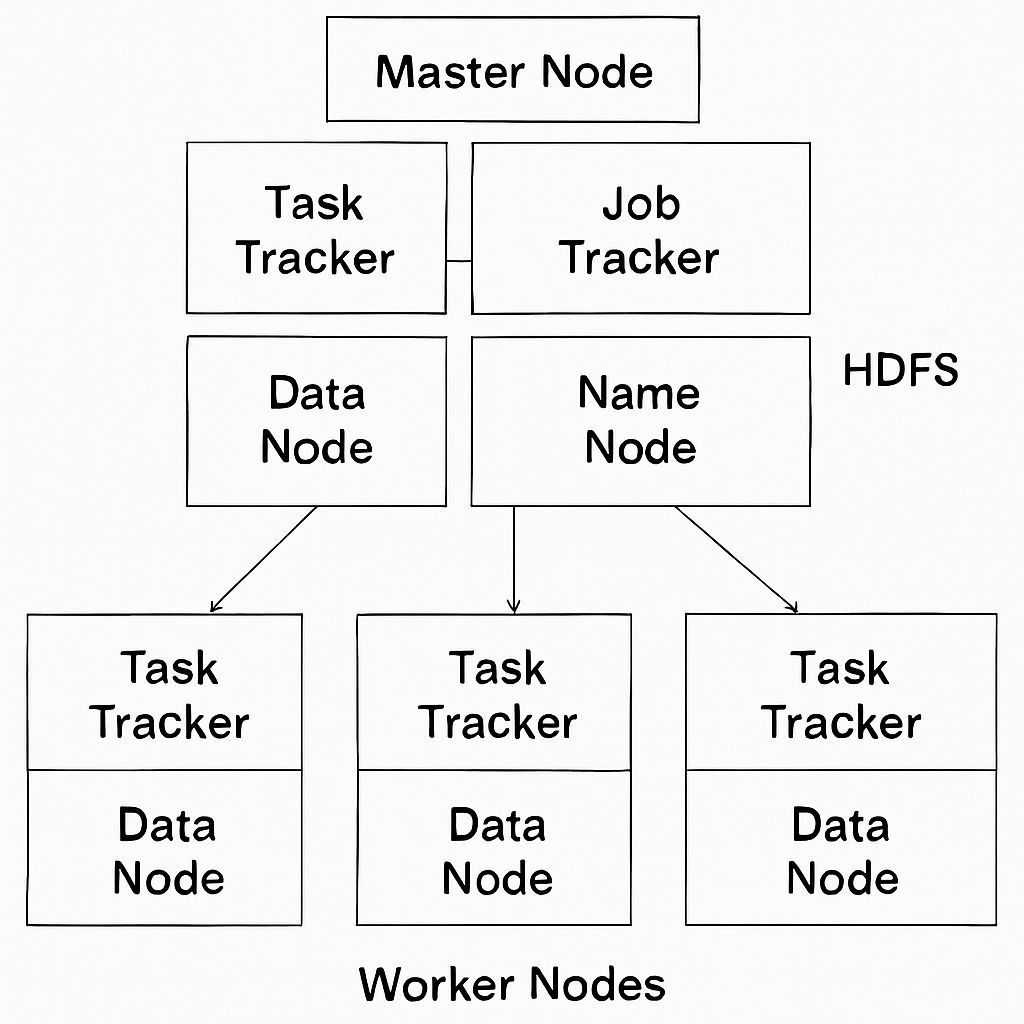 Master Node
Task
Tracker
Job
Tracker
Data
Node
Name
Node
HDFS
Task
Tracker
Data
Node
Task
Tracker
Data
Node
Task
Tracker
Data
Node
Worker Nodes